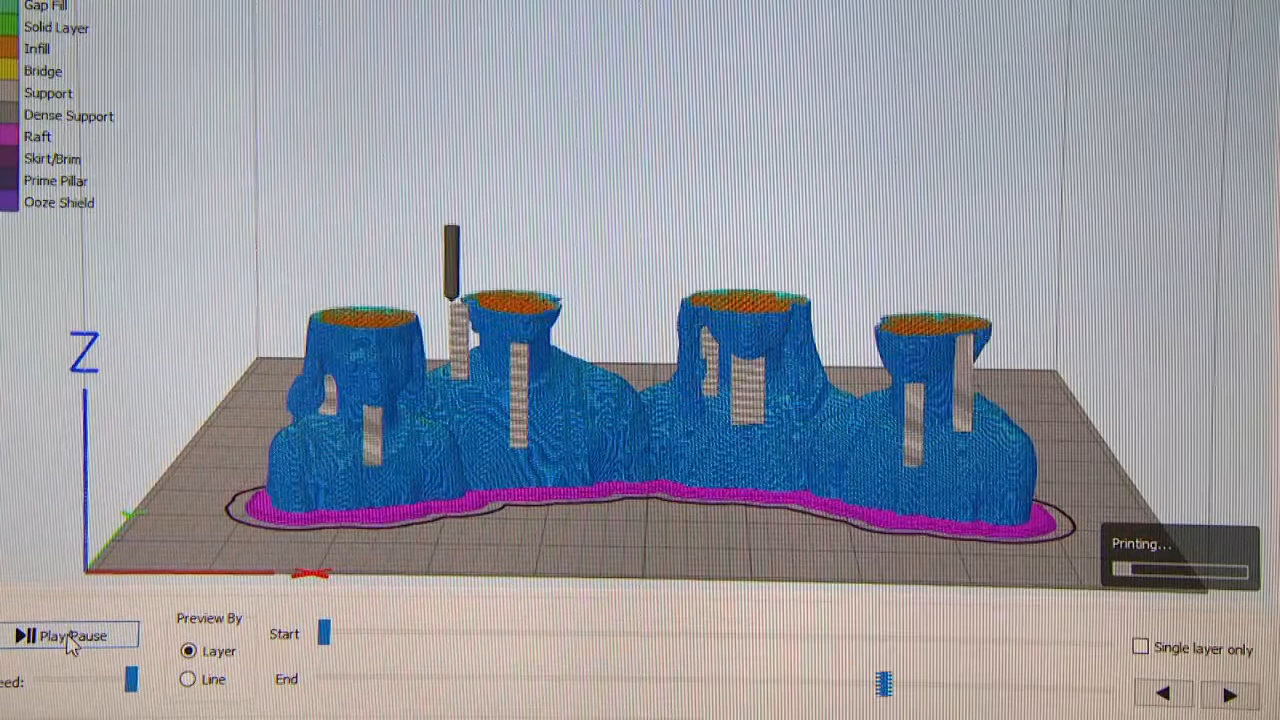 Gap Fill
Solid Layer
Infill
Bridge
Support
Dense Support
Raft
Skirt/Brim
Prime Pillar
Ooze Shield
Z
Printing...
Play/Pause
Preview By
Start
Layer
Single layer only
eed:
Line
End